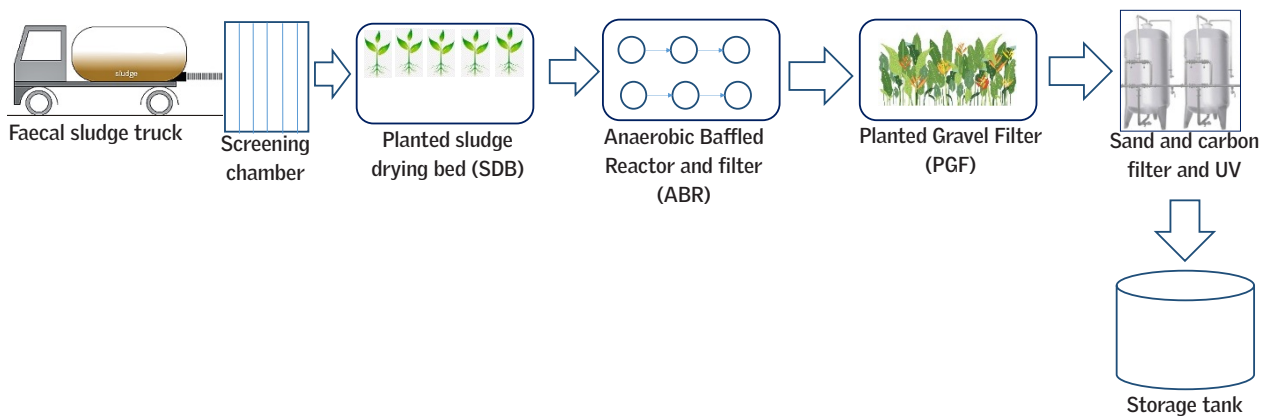 sludge
Faecal sludge truck
Screening
chamber
Planted sludge
drying bed (SDB)
Anaerobic Baffled
Reactor and filter
(ABR)
Planted Gravel Filter
(PGF)
Sand and carbon
filter and UV
Storage tank